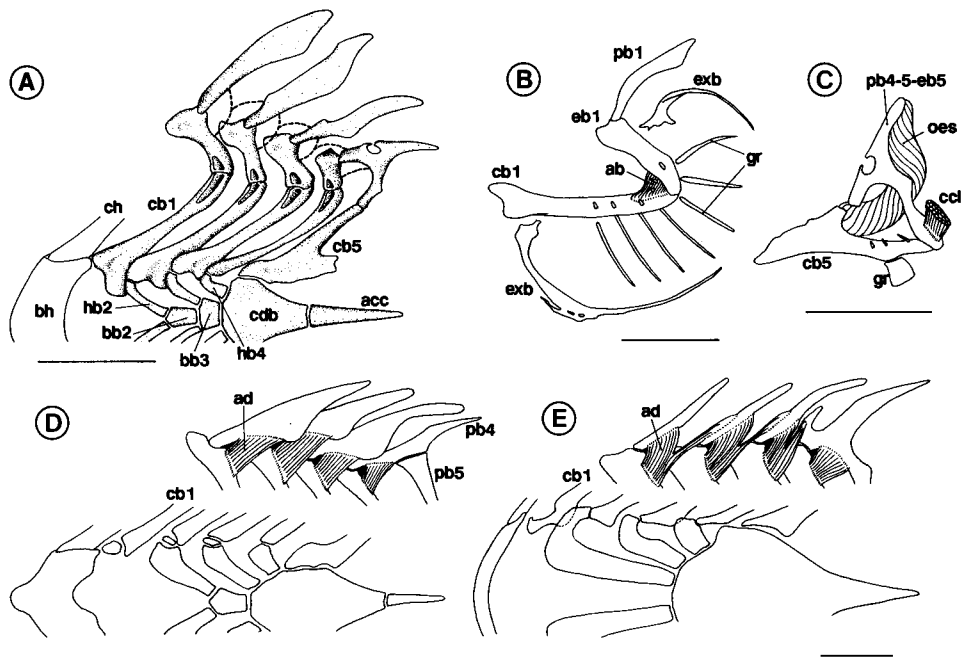 A
ch
cb1
bh
hb2
bb2
bb3
hb4
cdb
cb5
acc
B
pb1
exb
eb1
ab
gr
cb1
exb
C
pb4-5-eb5
oes
ccl
cb5
gr
D
ad
pb4
pb5
cb1
E
ad
cb1